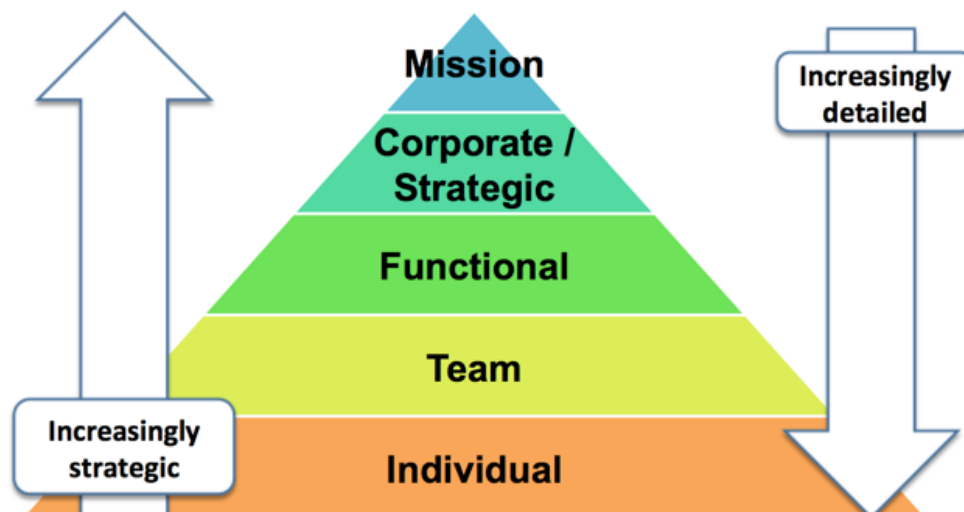 Mission
Increasingly
detailed
Corporate /
Strategic
Functional
Team
Increasingly
strategic
Individual